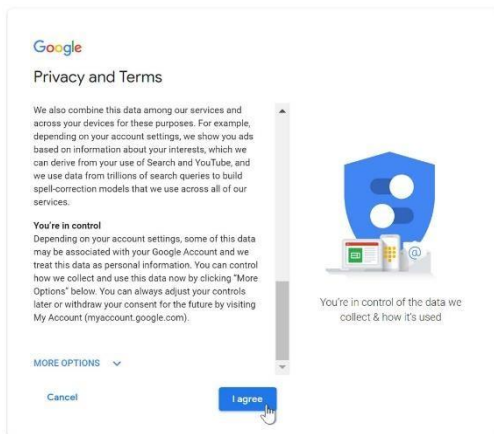 Google
Privacy and Terms
We also combine this data among our services and
across your devices for these purposes. For example,
depending on your account settings, we show you ads
based on information about your interests, which we
can derive from your use of Search and YouTube, and
we use data from trillions of search queries to build
spell-correction models that we use across all of our
services.
You're in control
Depending on your account settings, some of this data
may be associated with your Google Account and we
treat this data as personal information. You can control
how we collect and use this data now by clicking "More
Options" below. You can always adjust your controls
later or withdraw your consent for the future by visiting
My Account (myaccount.google.com).
MORE OPTIONS
Cancel
I agree
@
You're in control of the data we
collect & how it's used